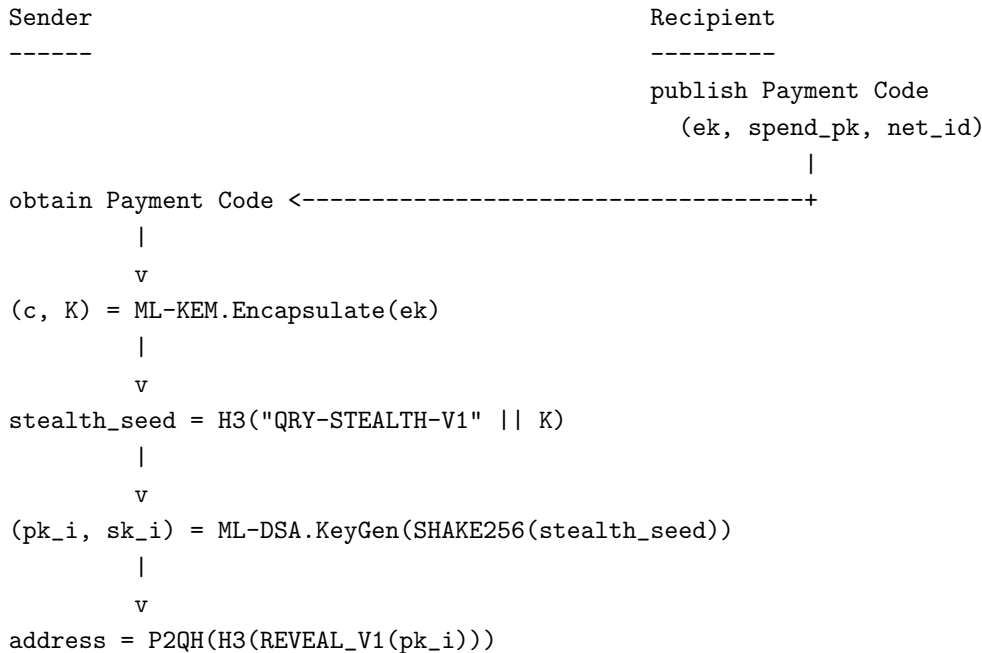 Sender                                        Recipient
------                                        ---------
                                              publish Payment Code
                                                (ek, spend_pk, net_id)
                                                         |
obtain Payment Code <------------------------------------+
         |
         v
(c, K) = ML-KEM.Encapsulate(ek)
         |
         v
stealth_seed = H3("QRY-STEALTH-V1" || K)
         |
         v
(pk_i, sk_i) = ML-DSA.KeyGen(SHAKE256(stealth_seed))
         |
         v
address = P2QH(H3(REVEAL_V1(pk_i)))